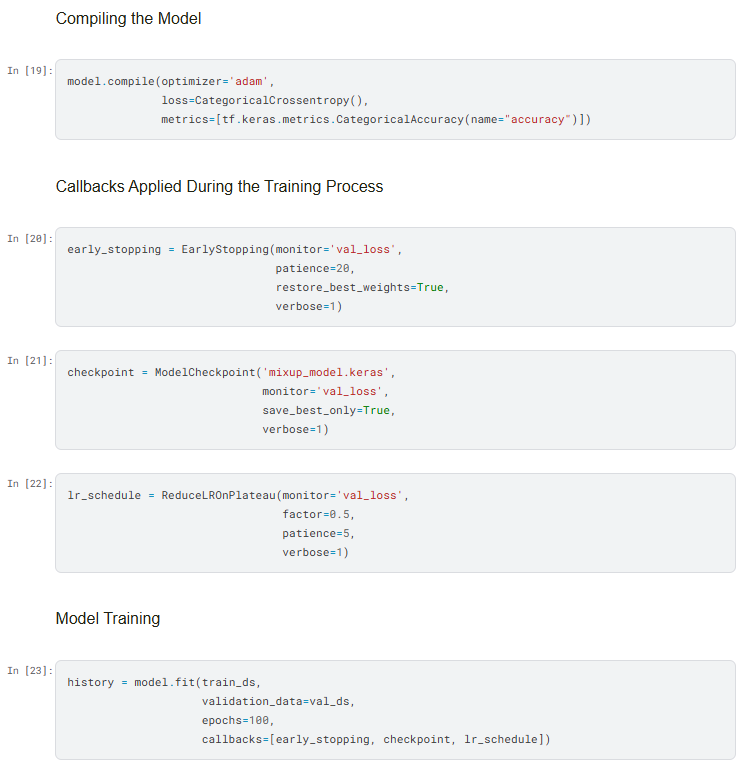 Compiling the Model
In [19]:
model.compile(optimizer='adam',
              loss=CategoricalCrossentropy(),
              metrics=[tf.keras.metrics.CategoricalAccuracy(name="accuracy")])
Callbacks Applied During the Training Process
In [20]:
early_stopping = EarlyStopping(monitor='val_loss',
                               patience=20,
                               restore_best_weights=True,
                               verbose=1)
In [21]:
checkpoint = ModelCheckpoint('mixup_model.keras',
                             monitor='val_loss',
                             save_best_only=True,
                             verbose=1)
In [22]:
lr_schedule = ReduceLROnPlateau(monitor='val_loss',
                                factor=0.5,
                                patience=5,
                                verbose=1)
Model Training
In [23]:
history = model.fit(train_ds,
                    validation_data=val_ds,
                    epochs=100,
                    callbacks=[early_stopping, checkpoint, lr_schedule])